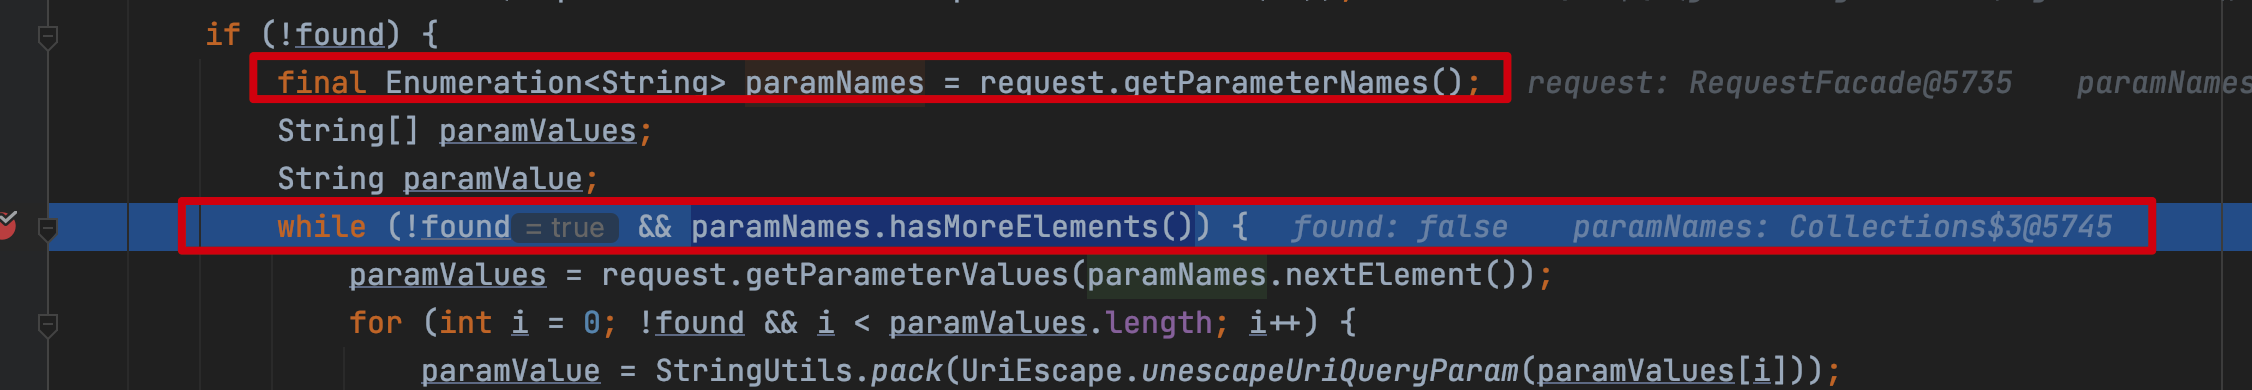 if (!found) {
final Enumeration<String> paramNames = request.getParameterNames(); request: RequestFacade@5735 paramNames
String[] paramValues;
String paramValue;
while (!found = true && paramNames.hasMoreElements()) { found: false paramNames: Collections$3@5745
paramValues = request.getParameterValues(paramNames.nextElement());
for (int i = 0; !found && i < paramValues.length; i++) {
paramValue = StringUtils.pack(UriEscape.unescapeUriQueryParam(paramValues[i]));